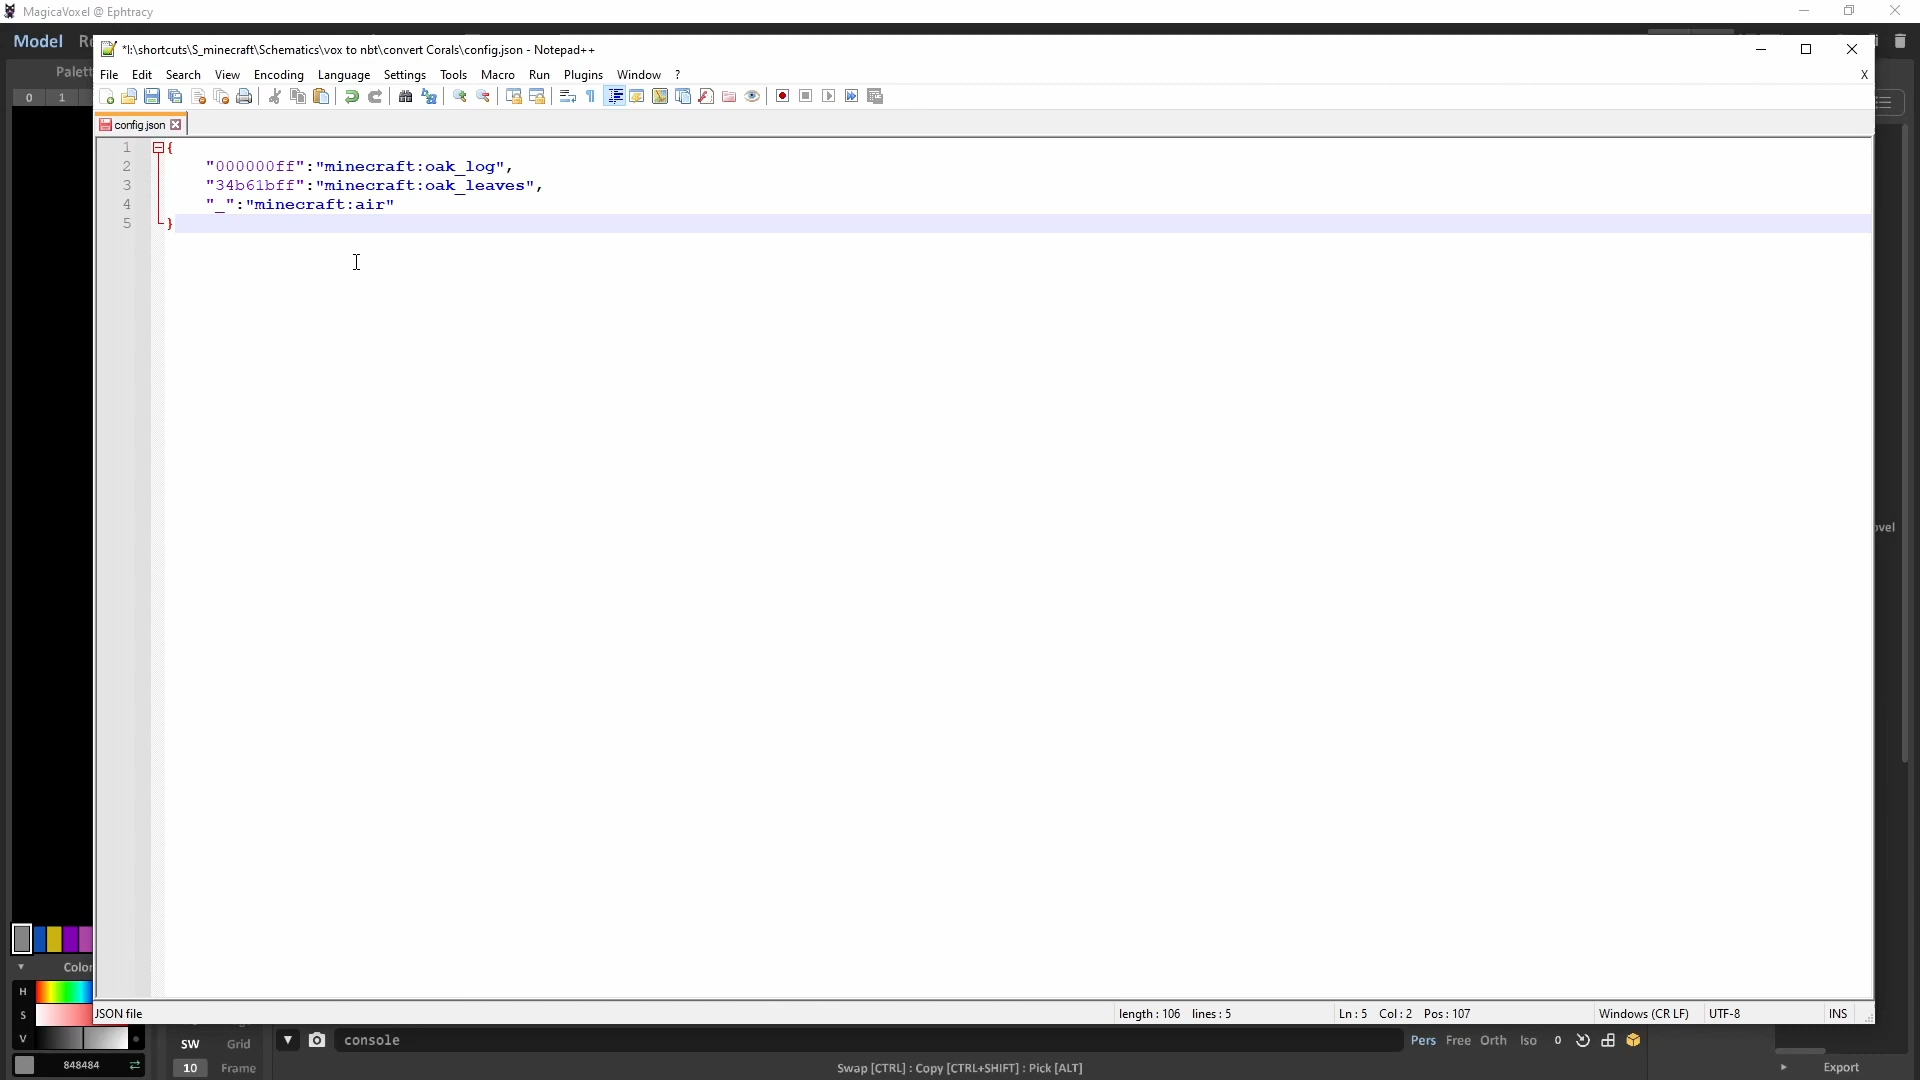 MagicaVoxel @ Ephtracy
Model
*I:\shortcuts\S_minecraft\Schematics\vox to nbt\convert Corals\config.json - Notepad++
File Edit Search View Encoding Language Settings Tools Macro Run Plugins Window ? X
0 1
config.json
1 {
2 "000000ff":"minecraft:oak_log",
3 "34b61bff":"minecraft:oak_leaves",
4 "_":"minecraft:air"
5 }
Color
H
S
V
JSON file length : 106 lines : 5 Ln : 5 Col : 2 Pos : 107 Windows (CR LF) UTF-8 INS
SW Grid console Pers Free Orth Iso 0
848484 10 Frame Swap [CTRL] : Copy [CTRL+SHIFT] : Pick [ALT] Export